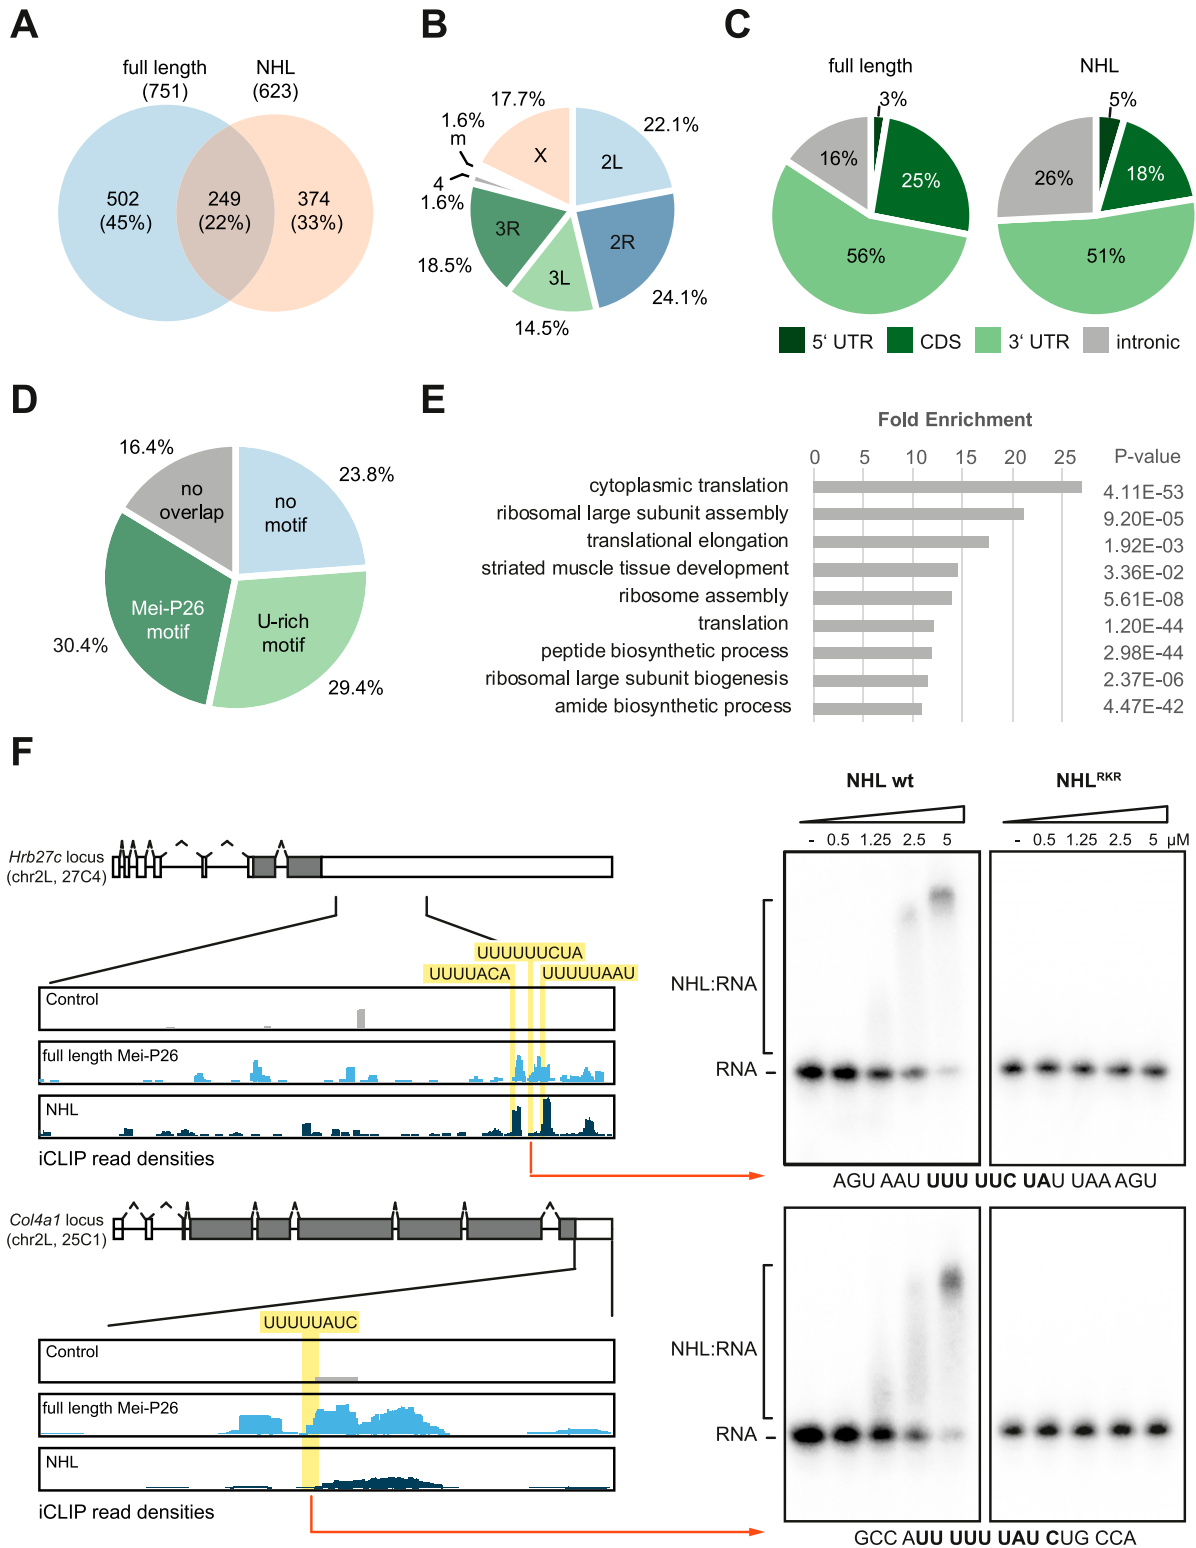 A
full length
(751)
NHL
(623)
502
(45%)
249
(22%)
374
(33%)
B
17.7%
1.6%
m
4
1.6%
X
2L
22.1%
3R
2R
18.5%
3L
24.1%
14.5%
C
full length
NHL
3%
5%
16%
25%
26%
18%
56%
51%
5‘ UTR
CDS
3‘ UTR
intronic
D
16.4%
23.8%
no
overlap
no
motif
Mei-P26
motif
U-rich
motif
30.4%
29.4%
E
Fold Enrichment
0 5 10 15 20 25 P-value
cytoplasmic translation 4.11E-53
ribosomal large subunit assembly 9.20E-05
translational elongation 1.92E-03
striated muscle tissue development 3.36E-02
ribosome assembly 5.61E-08
translation 1.20E-44
peptide biosynthetic process 2.98E-44
ribosomal large subunit biogenesis 2.37E-06
amide biosynthetic process 4.47E-42
F
Hrb27c locus
(chr2L, 27C4)
UUUUUUCUA
UUUUACA
UUUUUAAU
Control
full length Mei-P26
NHL
iCLIP read densities
NHL wt
NHLRKR
- 0.5 1.25 2.5 5
- 0.5 1.25 2.5 5 µM
NHL:RNA
RNA
AGU AAU UUU UUC UAU UAA AGU
Col4a1 locus
(chr2L, 25C1)
UUUUUAUC
Control
full length Mei-P26
NHL
iCLIP read densities
NHL:RNA
RNA
GCC AUU UUU UAU CUG CCA